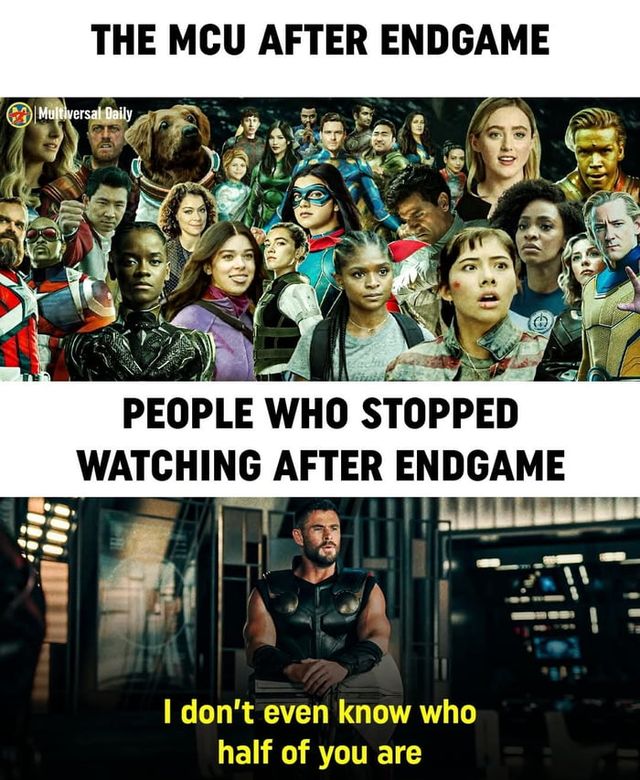 THE MCU AFTER ENDGAME
Multiversal Daily
PEOPLE WHO STOPPED
WATCHING AFTER ENDGAME
I don't even know who
half of you are